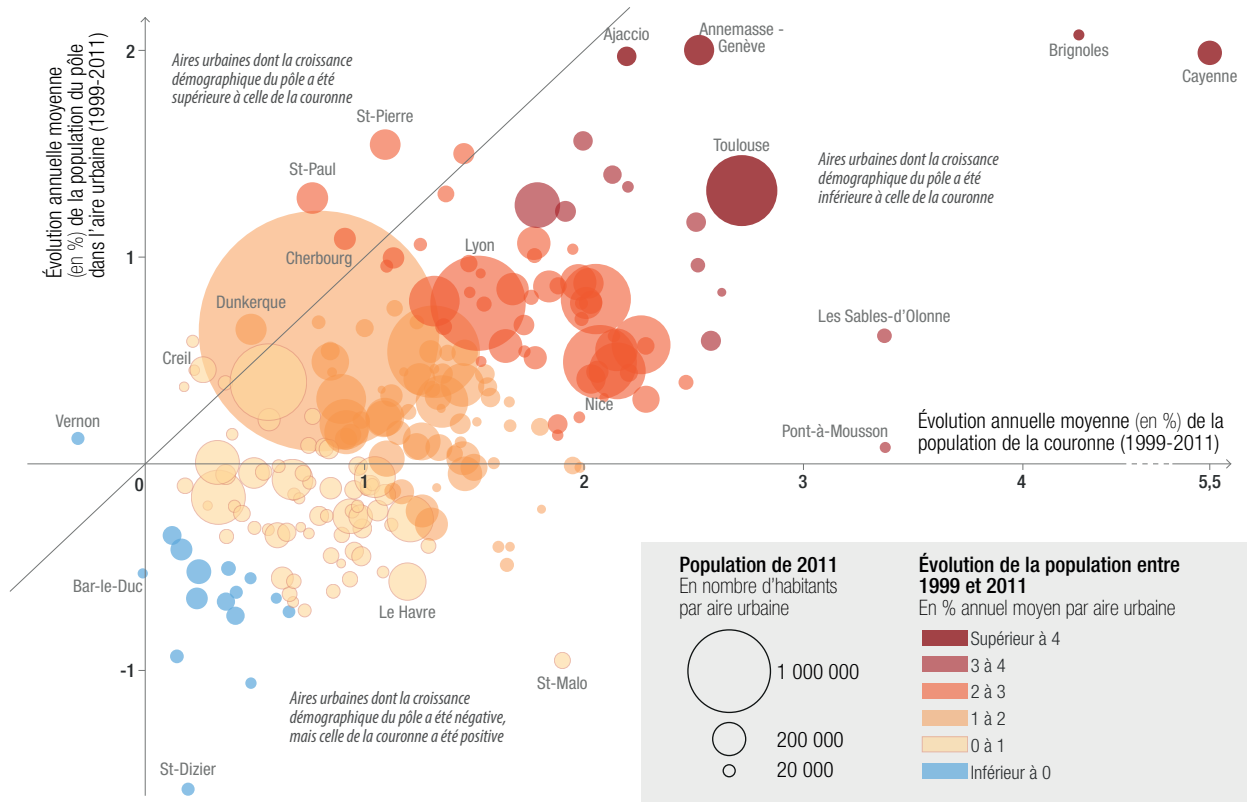 Évolution annuelle moyenne
(en %) de la population du pôle
dans l'aire urbaine (1999-2011)
2
1
-1
Aires urbaines dont la croissance
démographique du pôle a été
supérieure à celle de la couronne
Ajaccio
Annemasse -
Genève
Brignoles
Cayenne
St-Pierre
St-Paul
Toulouse
Aires urbaines dont la croissance
démographique du pôle a été
inférieure à celle de la couronne
Cherbourg
Lyon
Dunkerque
Creil
Les Sables-d'Olonne
Nice
Vernon
Pont-à-Mousson
Évolution annuelle moyenne (en %) de la
population de la couronne (1999-2011)
0
1
2
3
4
5,5
Bar-le-Duc
Le Havre
St-Malo
Aires urbaines dont la croissance
démographique du pôle a été négative,
mais celle de la couronne a été positive
St-Dizier
Population de 2011
En nombre d'habitants
par aire urbaine
1 000 000
200 000
20 000
Évolution de la population entre
1999 et 2011
En % annuel moyen par aire urbaine
Supérieur à 4
3 à 4
2 à 3
1 à 2
0 à 1
Inférieur à 0